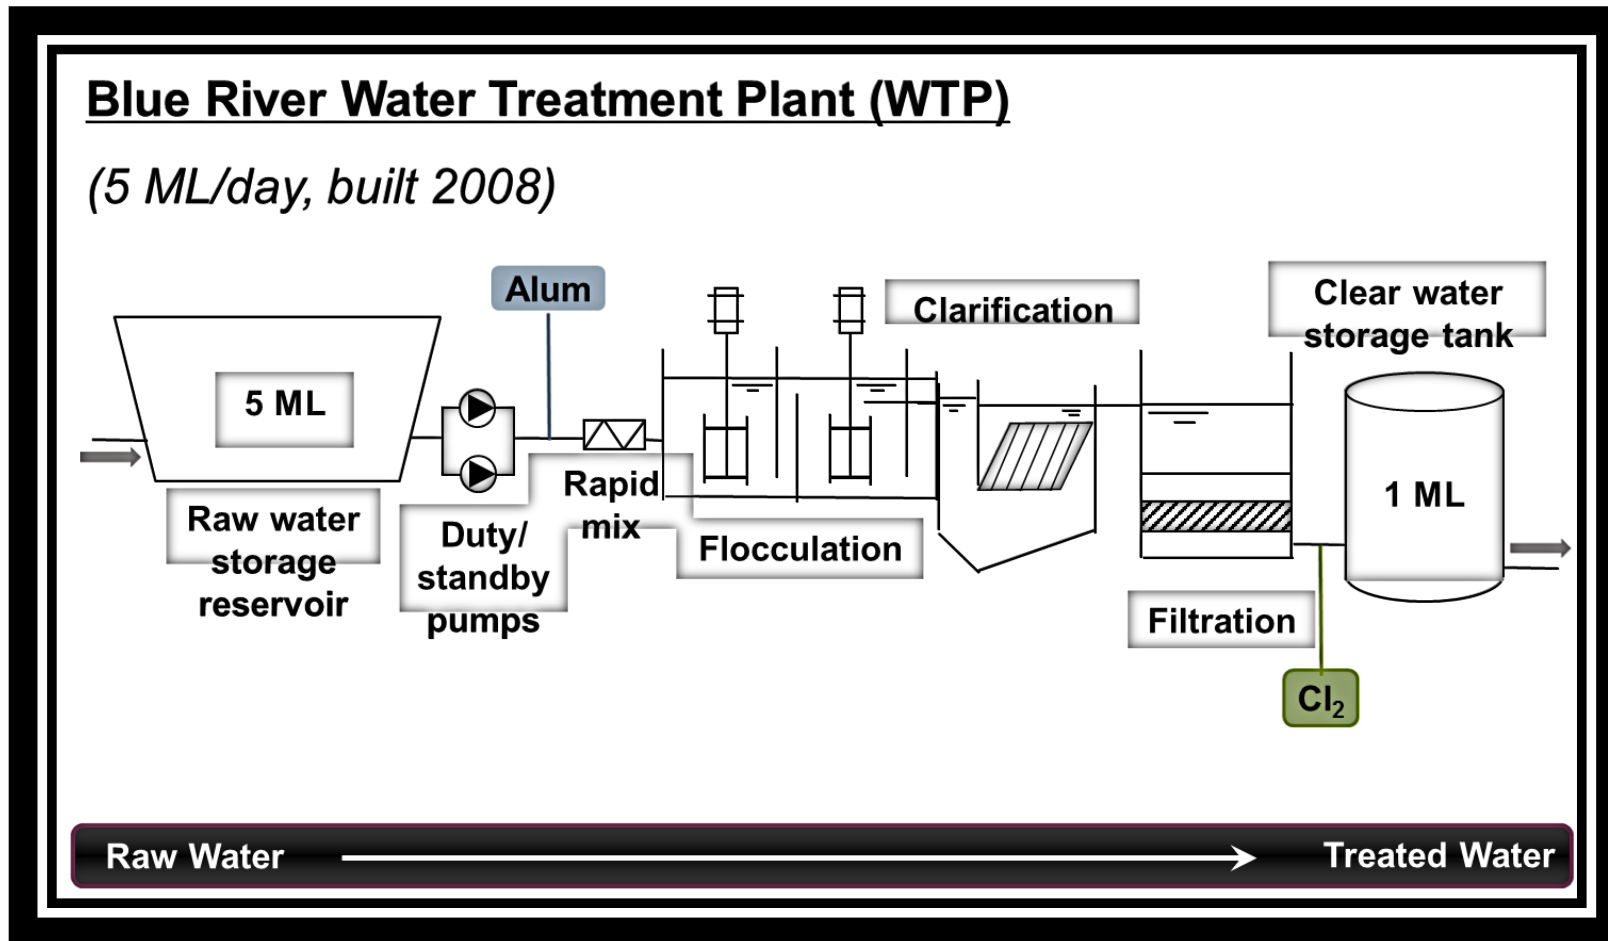 Blue River Water Treatment Plant (WTP)
(5 ML/day, built 2008)
Alum
Clarification
Clear water
storage tank
5 ML
Rapid
mix
1 ML
Raw water
storage
reservoir
Duty/
standby
pumps
Flocculation
Filtration
Cl₂
Raw Water
Treated Water